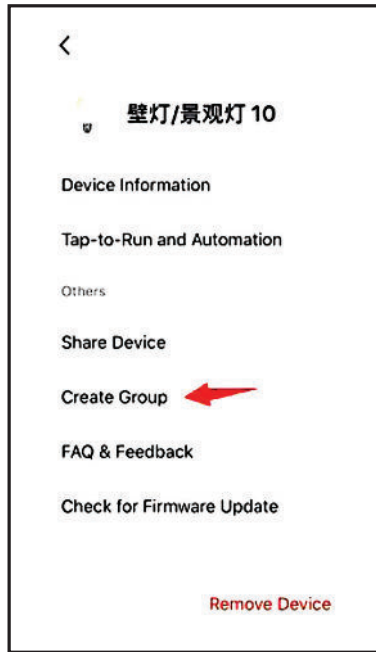 壁灯/景观灯 10
Device Information
Tap-to-Run and Automation
Others
Share Device
Create Group
FAQ & Feedback
Check for Firmware Update
Remove Device